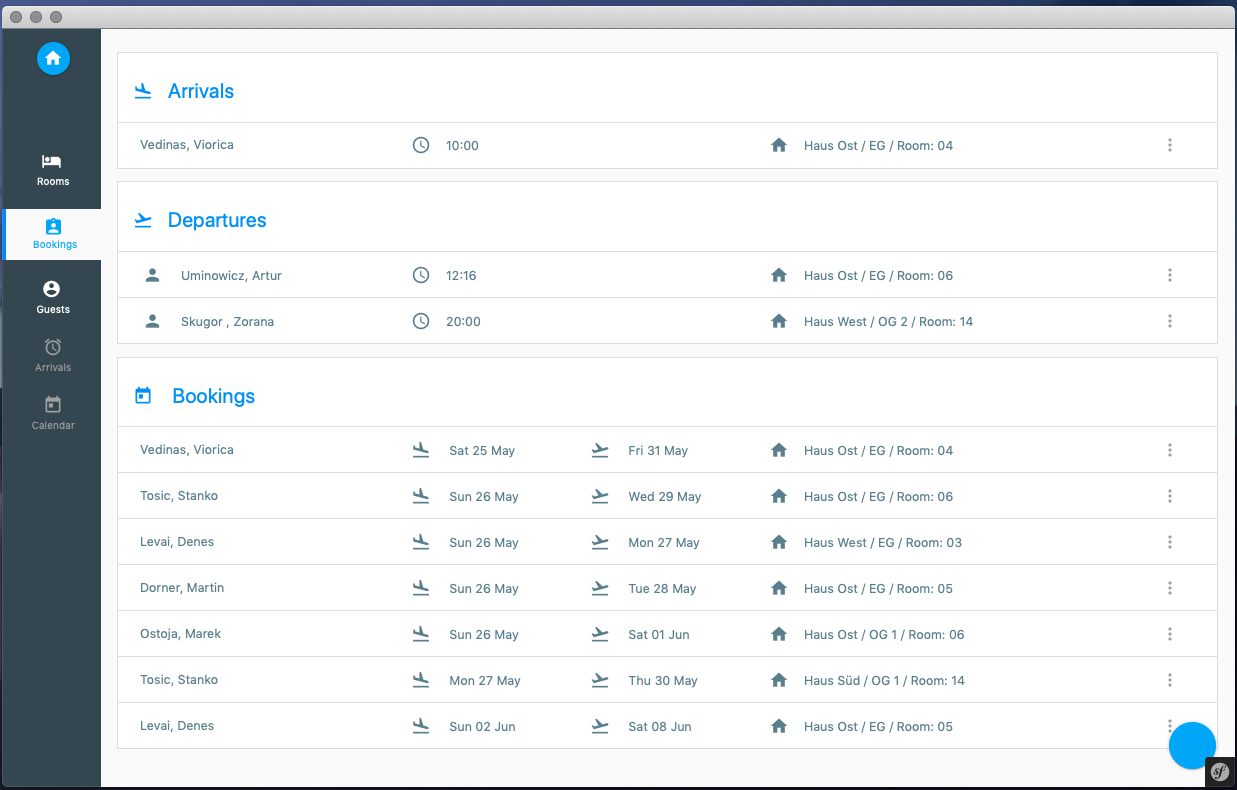 Rooms
Bookings
Guests
Arrivals
Calendar
Arrivals
Vedinas, Viorica 10:00 Haus Ost / EG / Room: 04
Departures
Uminowicz, Artur 12:16 Haus Ost / EG / Room: 06
Skugor , Zorana 20:00 Haus West / OG 2 / Room: 14
Bookings
Vedinas, Viorica Sat 25 May Fri 31 May Haus Ost / EG / Room: 04
Tosic, Stanko Sun 26 May Wed 29 May Haus Ost / EG / Room: 06
Levai, Denes Sun 26 May Mon 27 May Haus West / EG / Room: 03
Dorner, Martin Sun 26 May Tue 28 May Haus Ost / EG / Room: 05
Ostoja, Marek Sun 26 May Sat 01 Jun Haus Ost / OG 1 / Room: 06
Tosic, Stanko Mon 27 May Thu 30 May Haus Süd / OG 1 / Room: 14
Levai, Denes Sun 02 Jun Sat 08 Jun Haus Ost / EG / Room: 05
sf